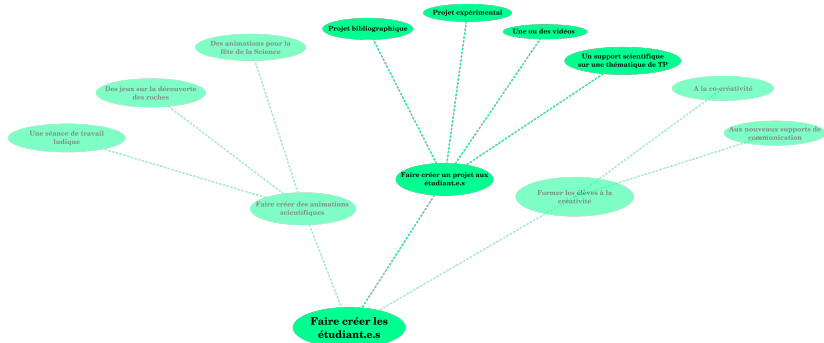 Projet expérimental
Projet bibliographique
Une ou des vidéos
Des animations pour la
fête de la Science
Un support scientifique
sur une thématique de TP
Des jeux sur la découverte
des roches
A la co-créativité
Une séance de travail
ludique
Aux nouveaux supports de
communication
Faire créer un projet aux
étudiant.e.s
Former les élèves à la
créativité
Faire créer des animations
scientifiques
Faire créer les
étudiant.e.s